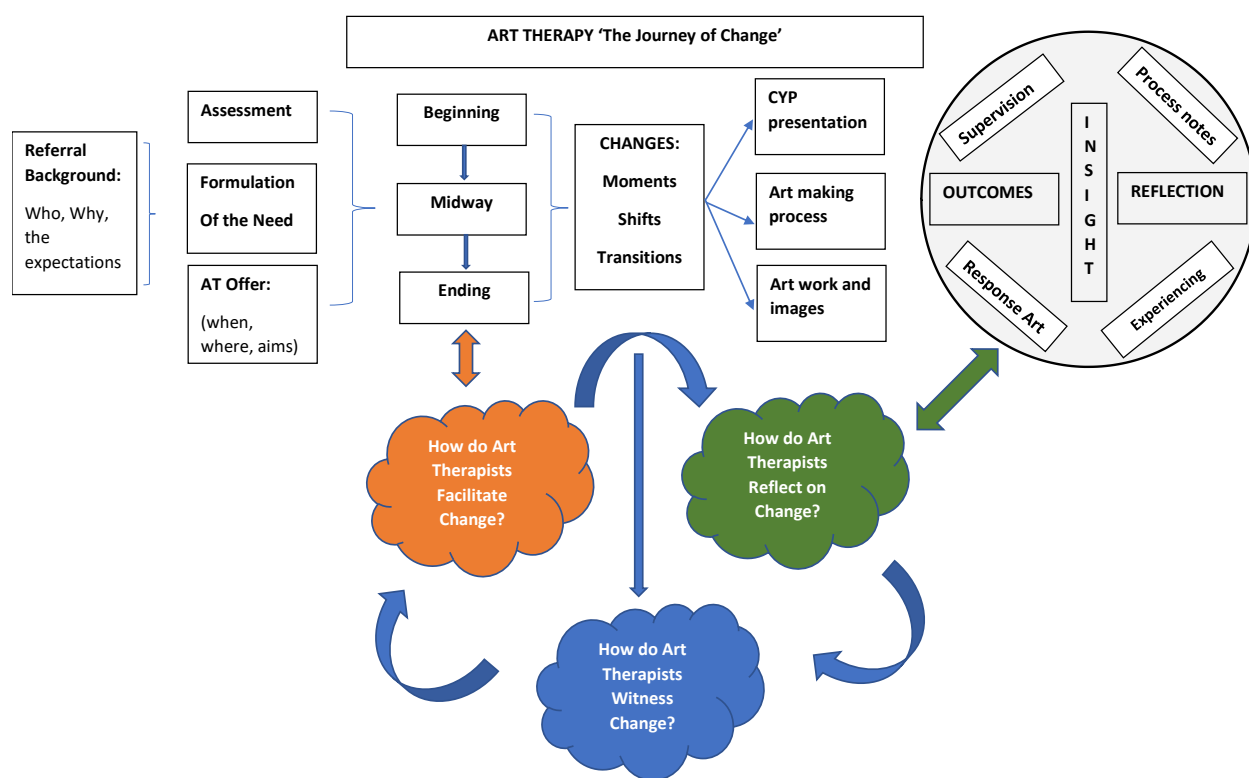 ART THERAPY ‘The Journey of Change’
Referral
Background:
Who, Why,
the
expectations
Assessment
Formulation
Of the Need
AT Offer:
(when,
where, aims)
Beginning
Midway
Ending
CHANGES:
Moments
Shifts
Transitions
CYP
presentation
Art making
process
Art work and
images
Supervision
Process notes
INSIGHT
OUTCOMES
REFLECTION
Response Art
Experiencing
How do Art
Therapists
Facilitate
Change?
How do Art
Therapists
Reflect on
Change?
How do Art
Therapists
Witness
Change?